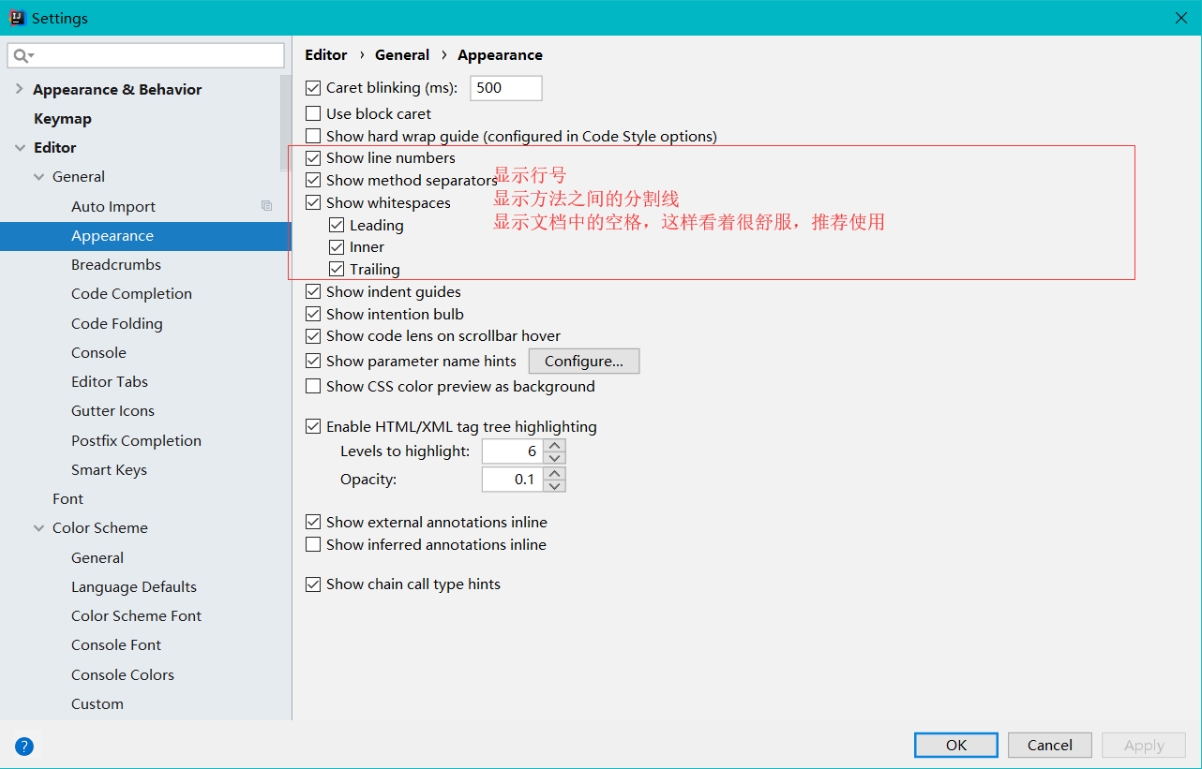 Settings
Appearance & Behavior
Keymap
Editor
General
Auto Import
Appearance
Breadcrumbs
Code Completion
Code Folding
Console
Editor Tabs
Gutter Icons
Postfix Completion
Smart Keys
Font
Color Scheme
General
Language Defaults
Color Scheme Font
Console Font
Console Colors
Custom
Editor › General › Appearance
Caret blinking (ms): 500
Use block caret
Show hard wrap guide (configured in Code Style options)
Show line numbers
显示行号
Show method separators
显示方法之间的分割线
Show whitespaces
显示文档中的空格，这样看着很舒服，推荐使用
Leading
Inner
Trailing
Show indent guides
Show intention bulb
Show code lens on scrollbar hover
Show parameter name hints Configure...
Show CSS color preview as background
Enable HTML/XML tag tree highlighting
Levels to highlight: 6
Opacity: 0.1
Show external annotations inline
Show inferred annotations inline
Show chain call type hints
? OK Cancel Apply